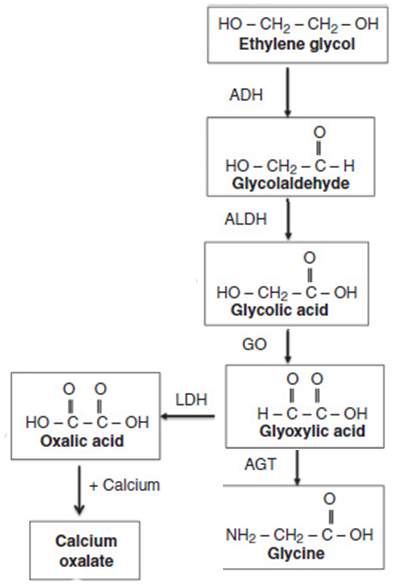 HO – CH₂ – CH₂ – OH
Ethylene glycol
ADH
O
HO – CH₂ – C – H
Glycolaldehyde
ALDH
O
HO – CH₂ – C – OH
Glycolic acid
GO
O O
H – C – C – OH
Glyoxylic acid
LDH
O O
HO – C – C – OH
Oxalic acid
+ Calcium
Calcium
oxalate
AGT
O
NH₂ – CH₂ – C – OH
Glycine